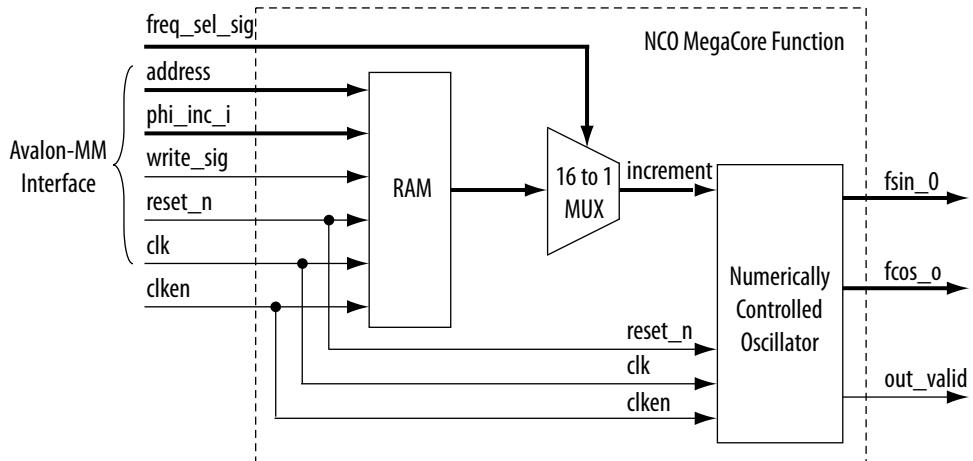 freq_sel_sig
NCO MegaCore Function
address
phi_inc_i
Avalon-MM
Interface
write_sig
reset_n
clk
clken
RAM
16 to 1
MUX
increment
fsin_0
fcos_o
Numerically
Controlled
Oscillator
reset_n
clk
clken
out_valid